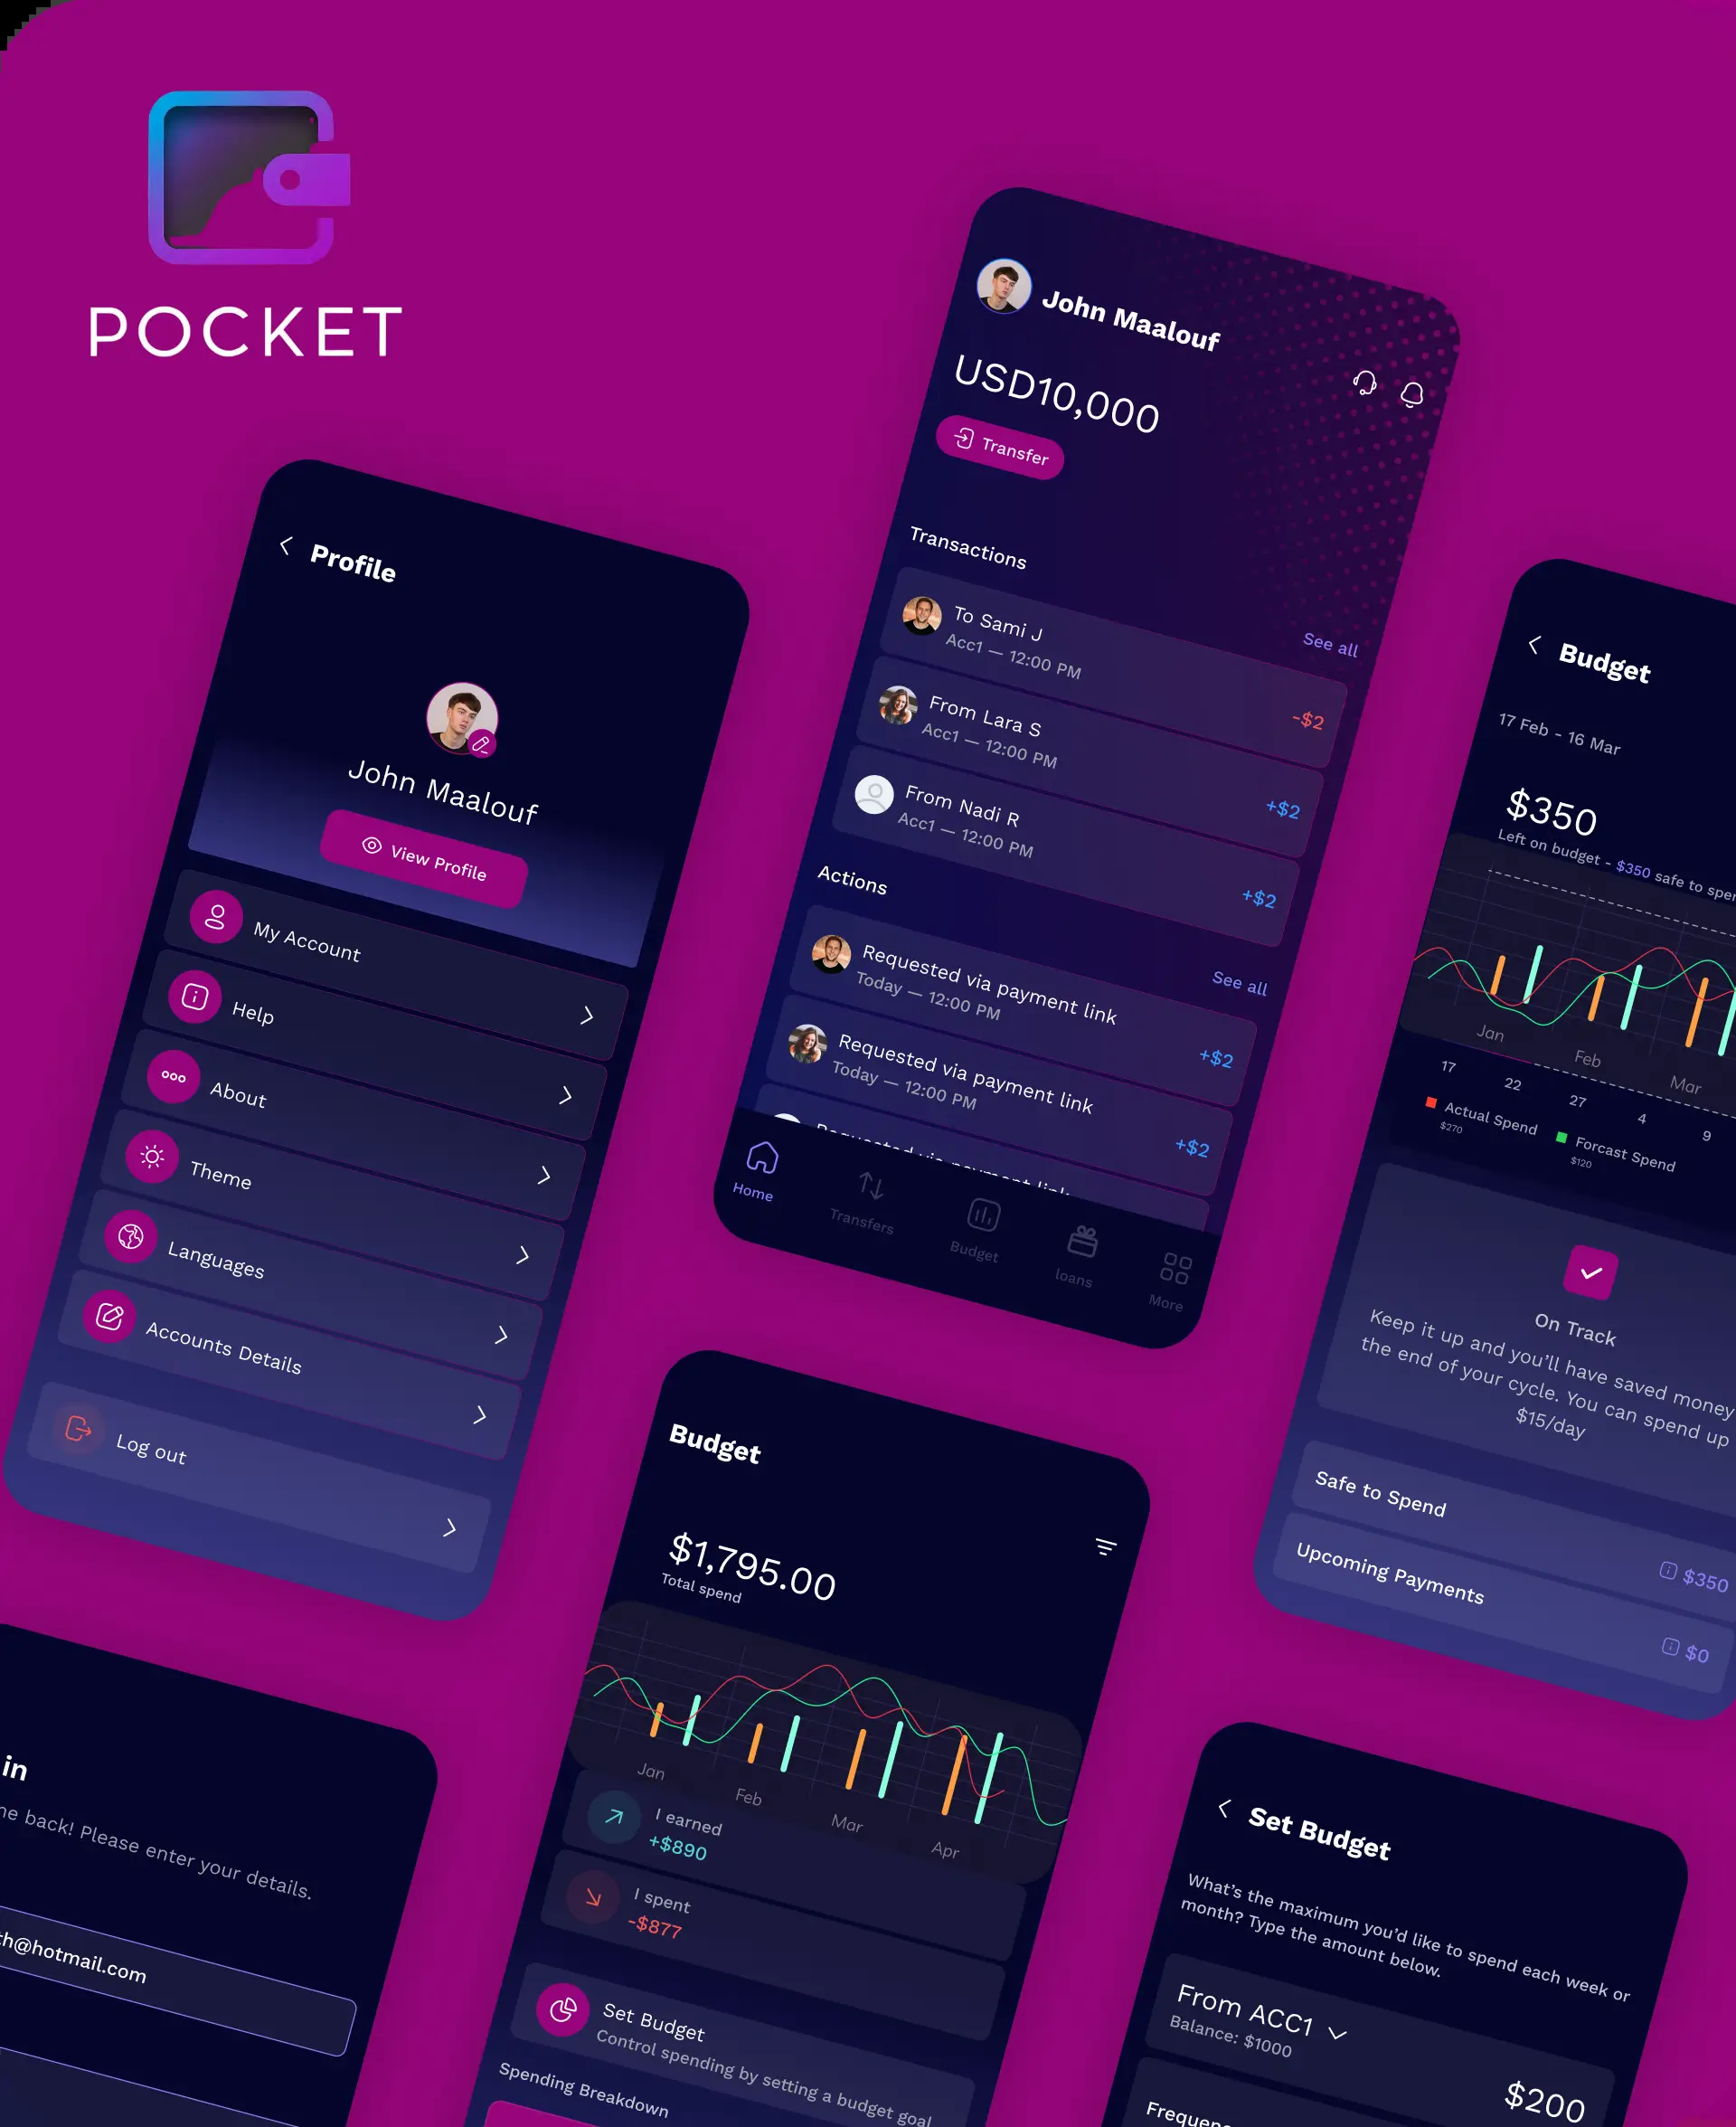 POCKET
Profile
John Maalouf
View Profile
My Account
Help
About
Theme
Languages
Accounts Details
Log out
John Maalouf
USD10,000
Transfer
Transactions
See all
To Sami J
Acc1 — 12:00 PM
-$2
From Lara S
Acc1 — 12:00 PM
+$2
From Nadi R
Acc1 — 12:00 PM
+$2
Actions
See all
Requested via payment link
Today — 12:00 PM
+$2
Requested via payment link
Today — 12:00 PM
+$2
Requested via payment link
Home
Transfers
Budget
loans
More
Budget
17 Feb - 16 Mar
$350
Left on budget - $350 safe to spen
Jan
Feb
Mar
17
22
27
4
9
Actual Spend
$270
Forcast Spend
$120
On Track
Keep it up and you’ll have saved money
the end of your cycle. You can spend up
$15/day
Safe to Spend
$350
Upcoming Payments
$0
in
ne back! Please enter your details.
th@hotmail.com
Budget
$1,795.00
Total spend
Jan
Feb
Mar
Apr
I earned
+$890
I spent
-$877
Set Budget
Control spending by setting a budget goal
Spending Breakdown
Set Budget
What’s the maximum you’d like to spend each week or
month? Type the amount below.
From ACC1
Balance: $1000
$200
Frequenc